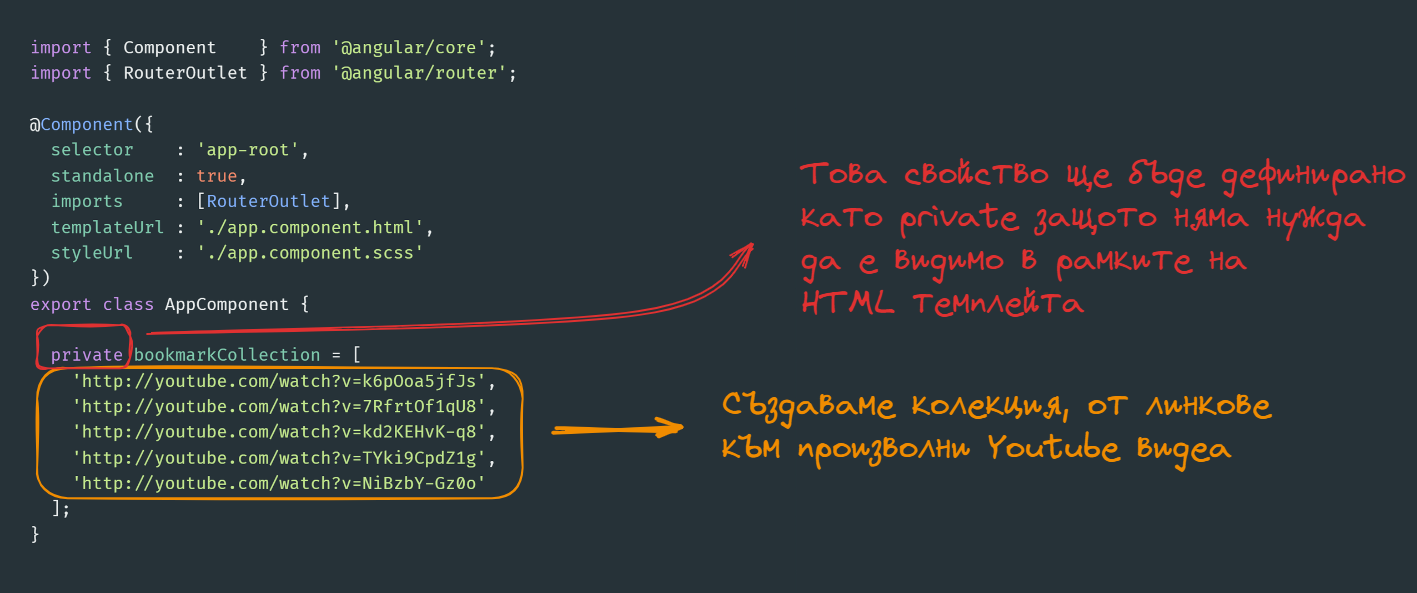 import { Component    } from '@angular/core';
import { RouterOutlet } from '@angular/router';
@Component({
  selector    : 'app-root',
  standalone  : true,
  imports     : [RouterOutlet],
  templateUrl : './app.component.html',
  styleUrl    : './app.component.scss'
})
export class AppComponent {
  private bookmarkCollection = [
    'http://youtube.com/watch?v=k6pOoa5jfJs',
    'http://youtube.com/watch?v=7RfrtOf1qU8',
    'http://youtube.com/watch?v=kd2KEHvK-q8',
    'http://youtube.com/watch?v=TYki9CpdZ1g',
    'http://youtube.com/watch?v=NiBzbY-Gz0o'
  ];
}
Това свойство ще бъде дефинирано
като private защото няма нужда
да е видимо в рамките на
HTML темплейта
Създаваме колекция, от линкове
към произволни Youtube видеа